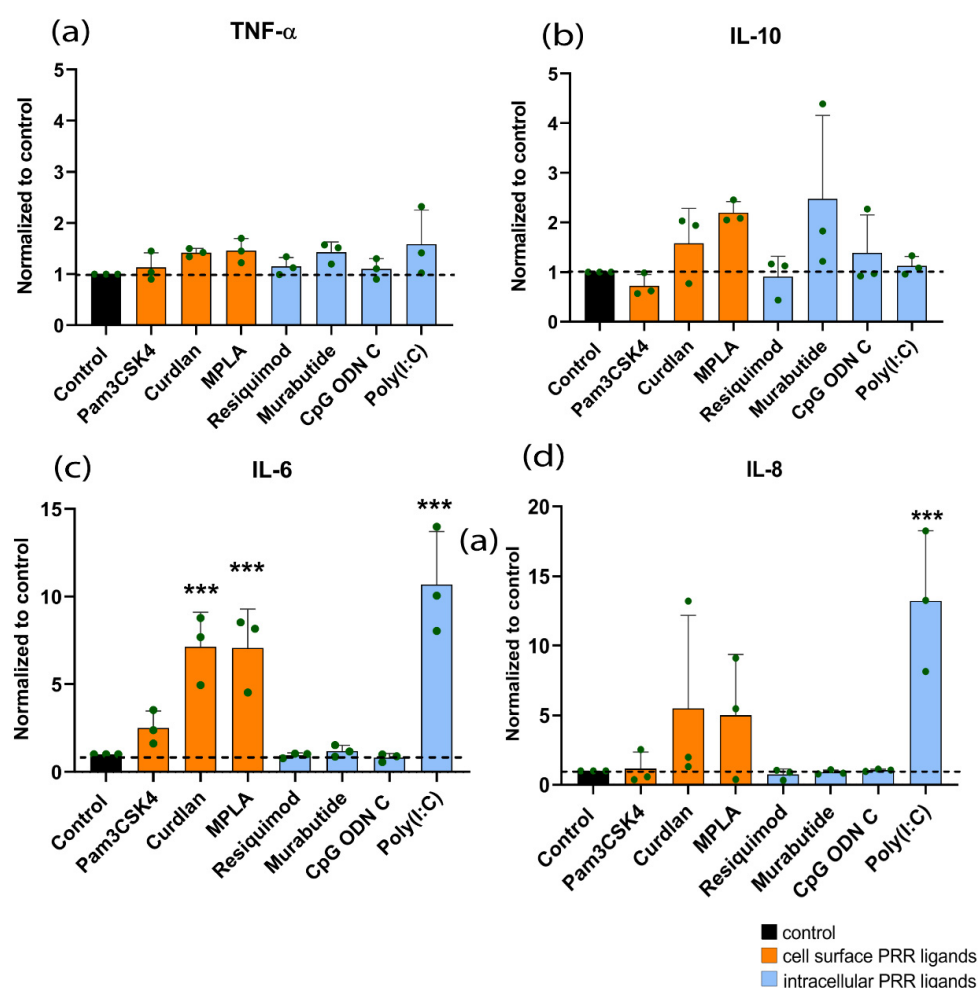 (a)
TNF-α
Normalized to control
5
4
3
2
1
0
Control
Pam3CSK4
Curdlan
MPLA
Resiquimod
Murabutide
CpG ODN C
Poly(I:C)
(b)
IL-10
Normalized to control
5
4
3
2
1
0
Control
Pam3CSK4
Curdlan
MPLA
Resiquimod
Murabutide
CpG ODN C
Poly(I:C)
(c)
IL-6
Normalized to control
15
10
5
0
***
***
***
Control
Pam3CSK4
Curdlan
MPLA
Resiquimod
Murabutide
CpG ODN C
Poly(I:C)
(d)
IL-8
(a)
Normalized to control
20
15
10
5
0
***
Control
Pam3CSK4
Curdlan
MPLA
Resiquimod
Murabutide
CpG ODN C
Poly(I:C)
control
cell surface PRR ligands
intracellular PRR ligands